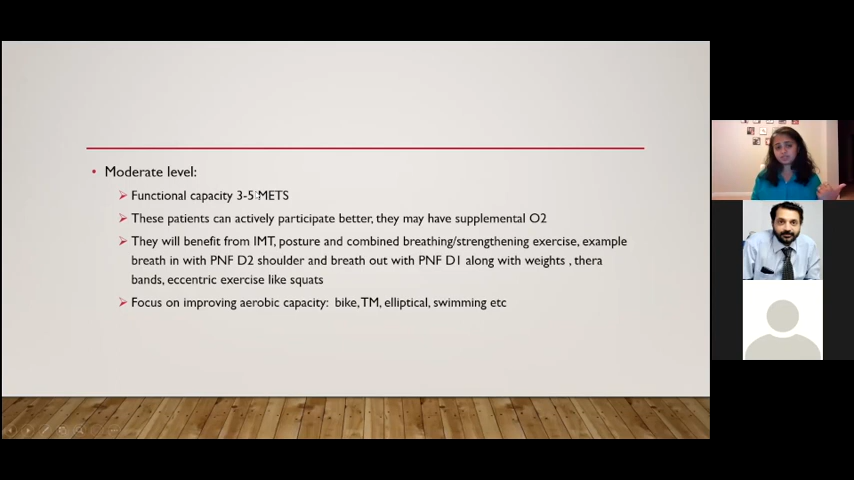 Moderate level:
Functional capacity 3-5 METS
These patients can actively participate better, they may have supplemental O2
They will benefit from IMT, posture and combined breathing/strengthening exercise, example
breath in with PNF D2 shoulder and breath out with PNF D1 along with weights , thera
bands, eccentric exercise like squats
Focus on improving aerobic capacity: bike, TM, elliptical, swimming etc